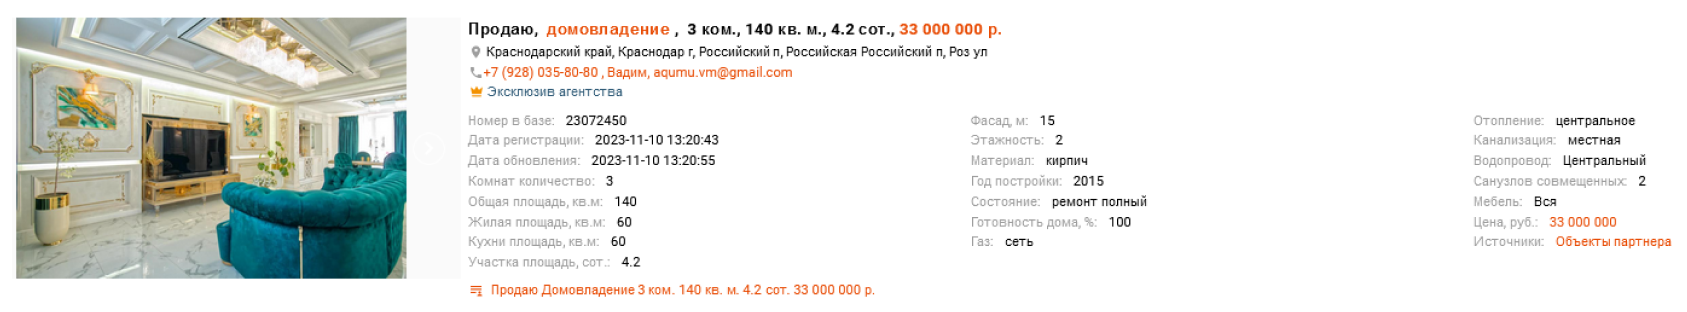 Продаю, домовладение , 3 ком., 140 кв. м., 4.2 сот., 33 000 000 р.
Краснодарский край, Краснодар г, Российский п, Российская Российский п, Роз ул
+7 (928) 035-80-80 , Вадим, aqumu.vm@gmail.com
Эксклюзив агентства
Номер в базе: 23072450
Дата регистрации: 2023-11-10 13:20:43
Дата обновления: 2023-11-10 13:20:55
Комнат количество: 3
Общая площадь, кв.м: 140
Жилая площадь, кв.м: 60
Кухни площадь, кв.м: 60
Участка площадь, сот.: 4.2
Фасад, м: 15
Этажность: 2
Материал: кирпич
Год постройки: 2015
Состояние: ремонт полный
Готовность дома, %: 100
Газ: сеть
Отопление: центральное
Канализация: местная
Водопровод: Центральный
Санузлов совмещенных: 2
Мебель: Вся
Цена, руб.: 33 000 000
Источники: Объекты партнера
Продаю Домовладение 3 ком. 140 кв. м. 4.2 сот. 33 000 000 р.